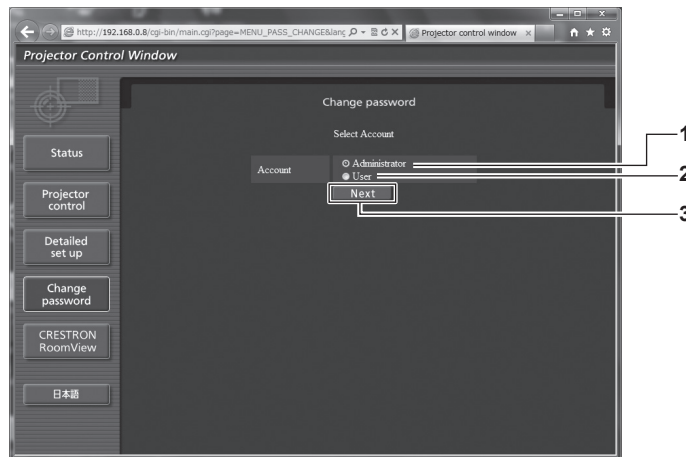 http://192.168.0.8/cgi-bin/main.cgi?page=MENU_PASS_CHANGE&lang
Projector control window
Projector Control Window
Change password
Select Account
Account
Administrator
User
Next
1
2
3
Status
Projector
control
Detailed
set up
Change
password
CRESTRON
RoomView
日本語